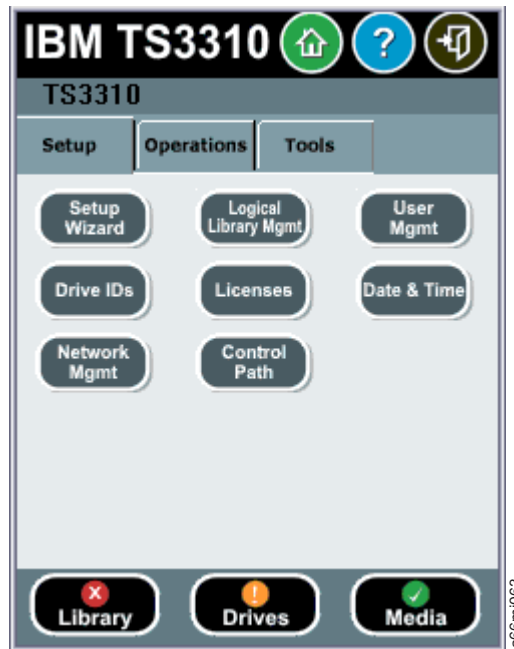 IBM TS3310
TS3310
Setup Operations Tools
Setup Wizard
Logical Library Mgmt
User Mgmt
Drive IDs
Licenses
Date & Time
Network Mgmt
Control Path
Library Drives Media